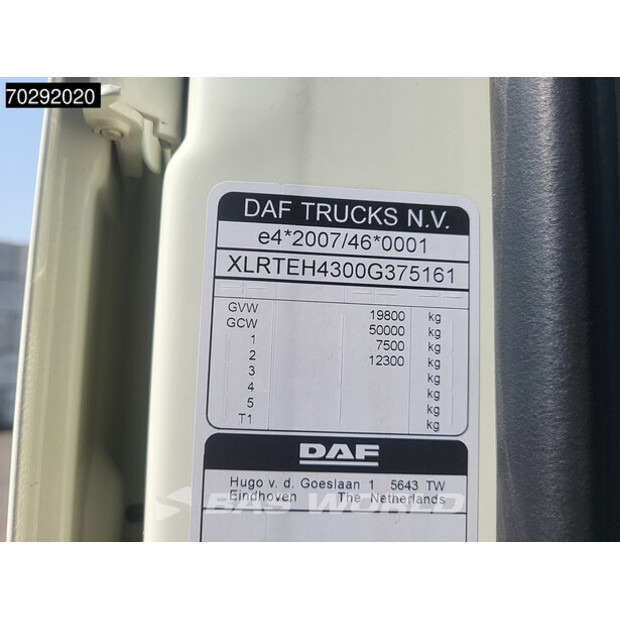 70292020
DAF TRUCKS N.V.
e4*2007/46*0001
XLRTEH4300G375161
GVW 19800 kg
GCW 50000 kg
1 7500 kg
2 12300 kg
3 kg
4 kg
5 kg
T1 kg
DAF
Hugo v. d. Goeslaan 1 5643 TW
Eindhoven The Netherlands
BAS WORLD